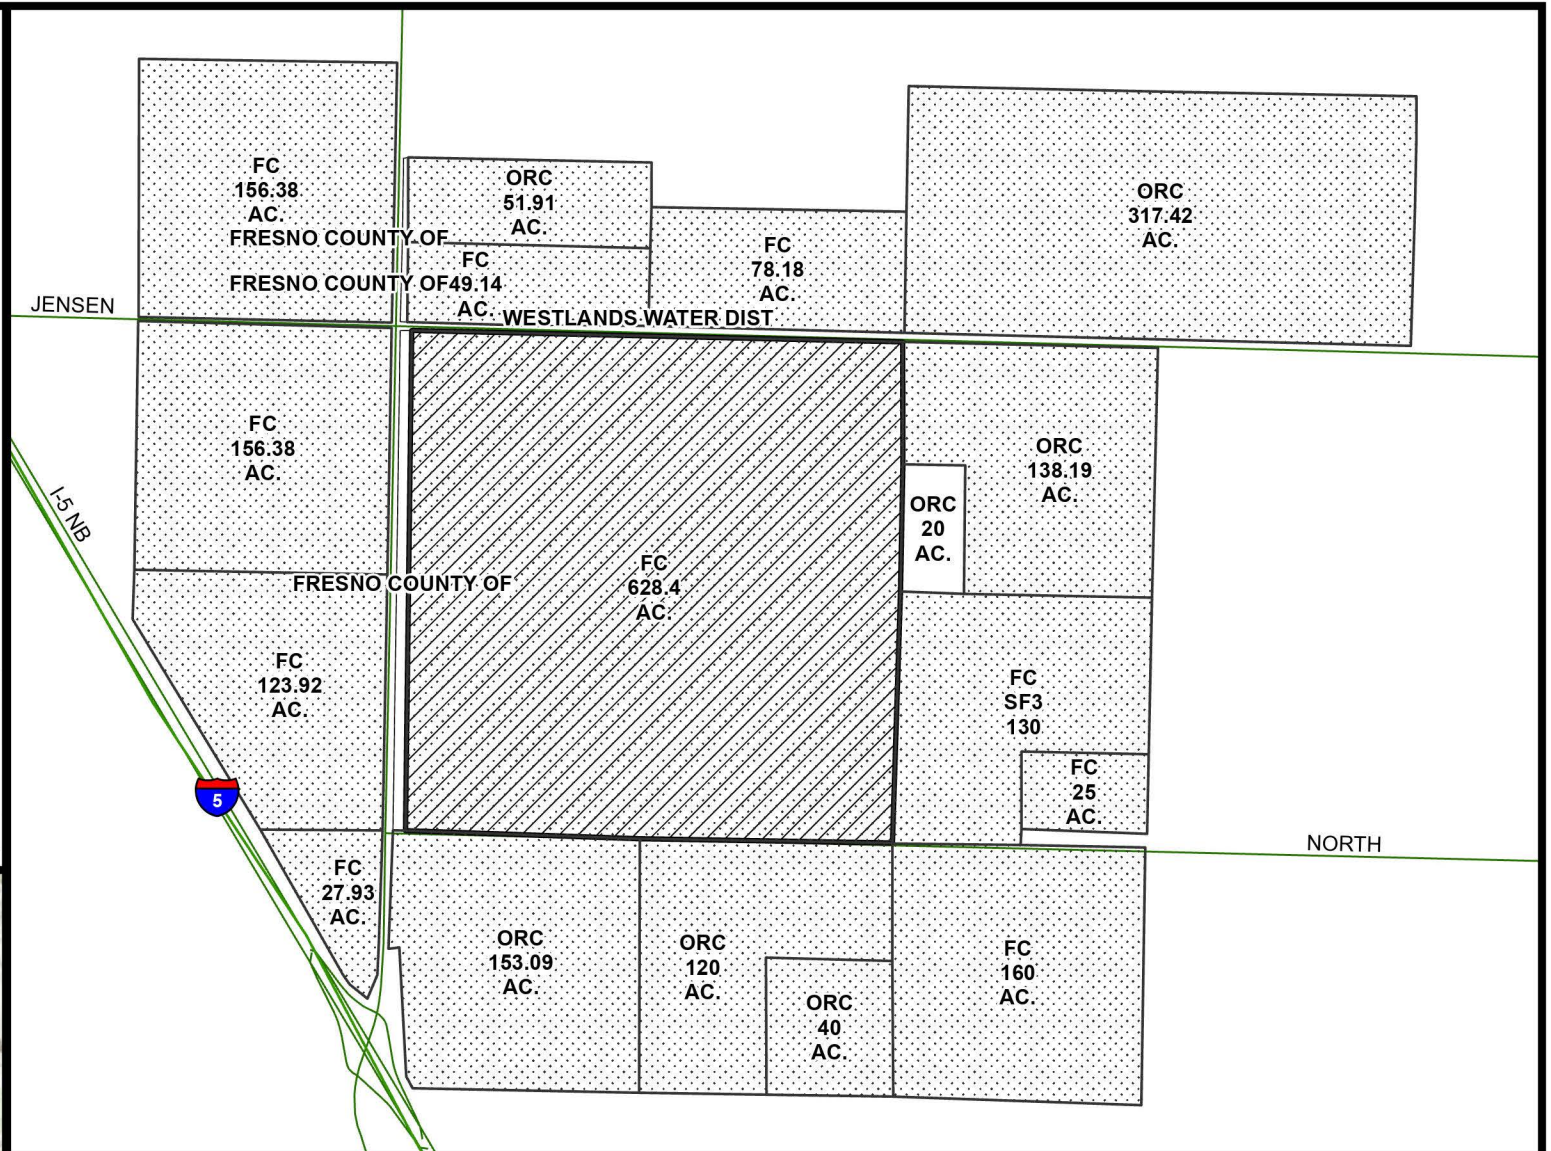 FC
156.38
AC.
FRESNO COUNTY OF
ORC
51.91
AC.
FC
78.18
AC.
ORC
317.42
AC.
FRESNO COUNTY OF
FC
49.14
AC.
JENSEN
WESTLANDS WATER DIST
FC
156.38
AC.
I-5 NB
FRESNO COUNTY OF
FC
628.4
AC.
ORC
138.19
AC.
ORC
20
AC.
FC
123.92
AC.
FC
SF3
130
FC
25
AC.
5
NORTH
FC
27.93
AC.
ORC
153.09
AC.
ORC
120
AC.
ORC
40
AC.
FC
160
AC.